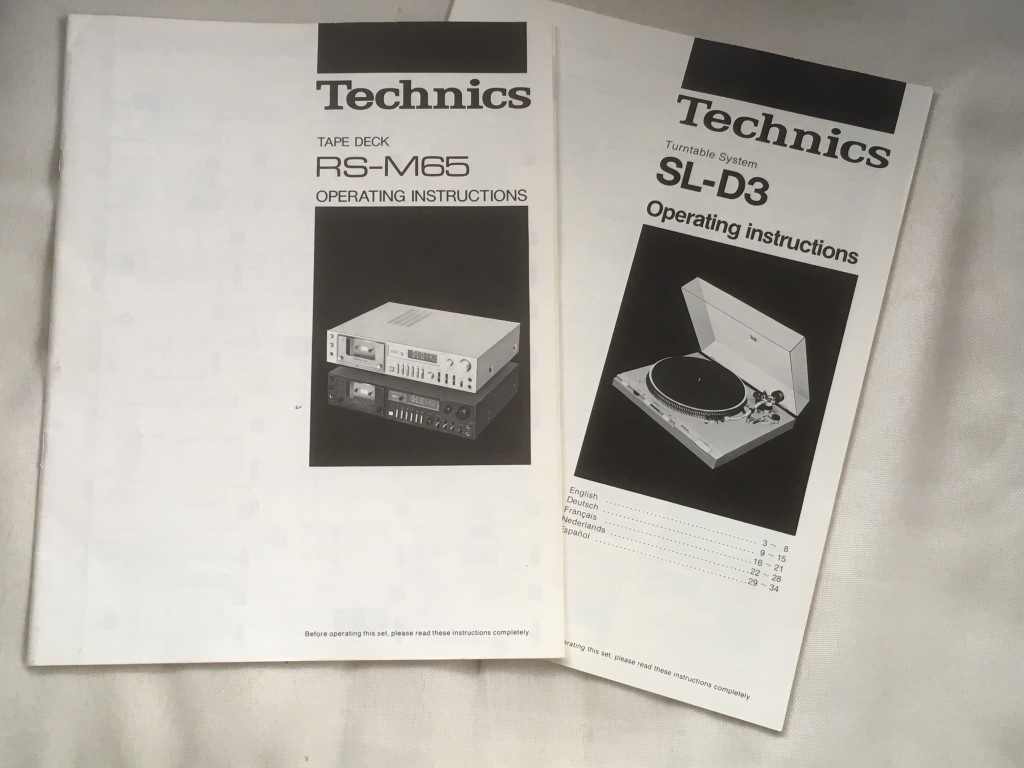 Technics
TAPE DECK
RS-M65
OPERATING INSTRUCTIONS
Before operating this set, please read these instructions completely.
Technics
Turntable System
SL-D3
Operating instructions
English 3 - 8
Deutsch 9 - 15
Français 16 - 21
Nederlands 22 - 28
Español 29 - 34
erating this set, please read these instructions completely.